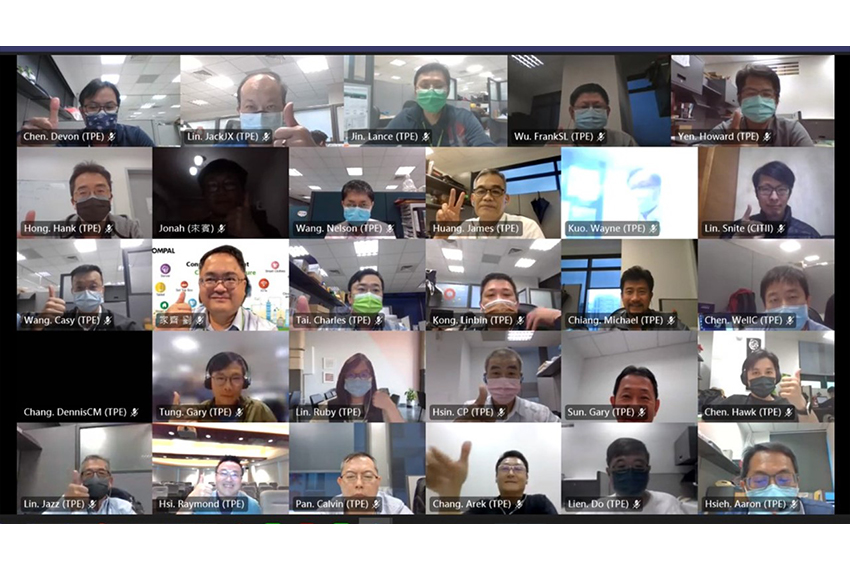 Chen. Devon (TPE)
Lin. JackJX (TPE)
Jin. Lance (TPE)
Wu. FrankSL (TPE)
Yen. Howard (TPE)
Hong. Hank (TPE)
Jonah (來賓)
Wang. Nelson (TPE)
Huang. James (TPE)
Kuo. Wayne (TPE)
Lin. Snite (CITII)
OMPAL
Wang. Casy (TPE)
Tai. Charles (TPE)
Kong. Linbin (TPE)
Chiang. Michael (TPE)
Chen. WellC (TPE)
Chang. DennisCM (TPE)
Tung. Gary (TPE)
Lin. Ruby (TPE)
Hsin. CP (TPE)
Sun. Gary (TPE)
Chen. Hawk (TPE)
Lin. Jazz (TPE)
Hsi. Raymond (TPE)
Pan. Calvin (TPE)
Chang. Arek (TPE)
Lien. Do (TPE)
Hsieh. Aaron (TPE)